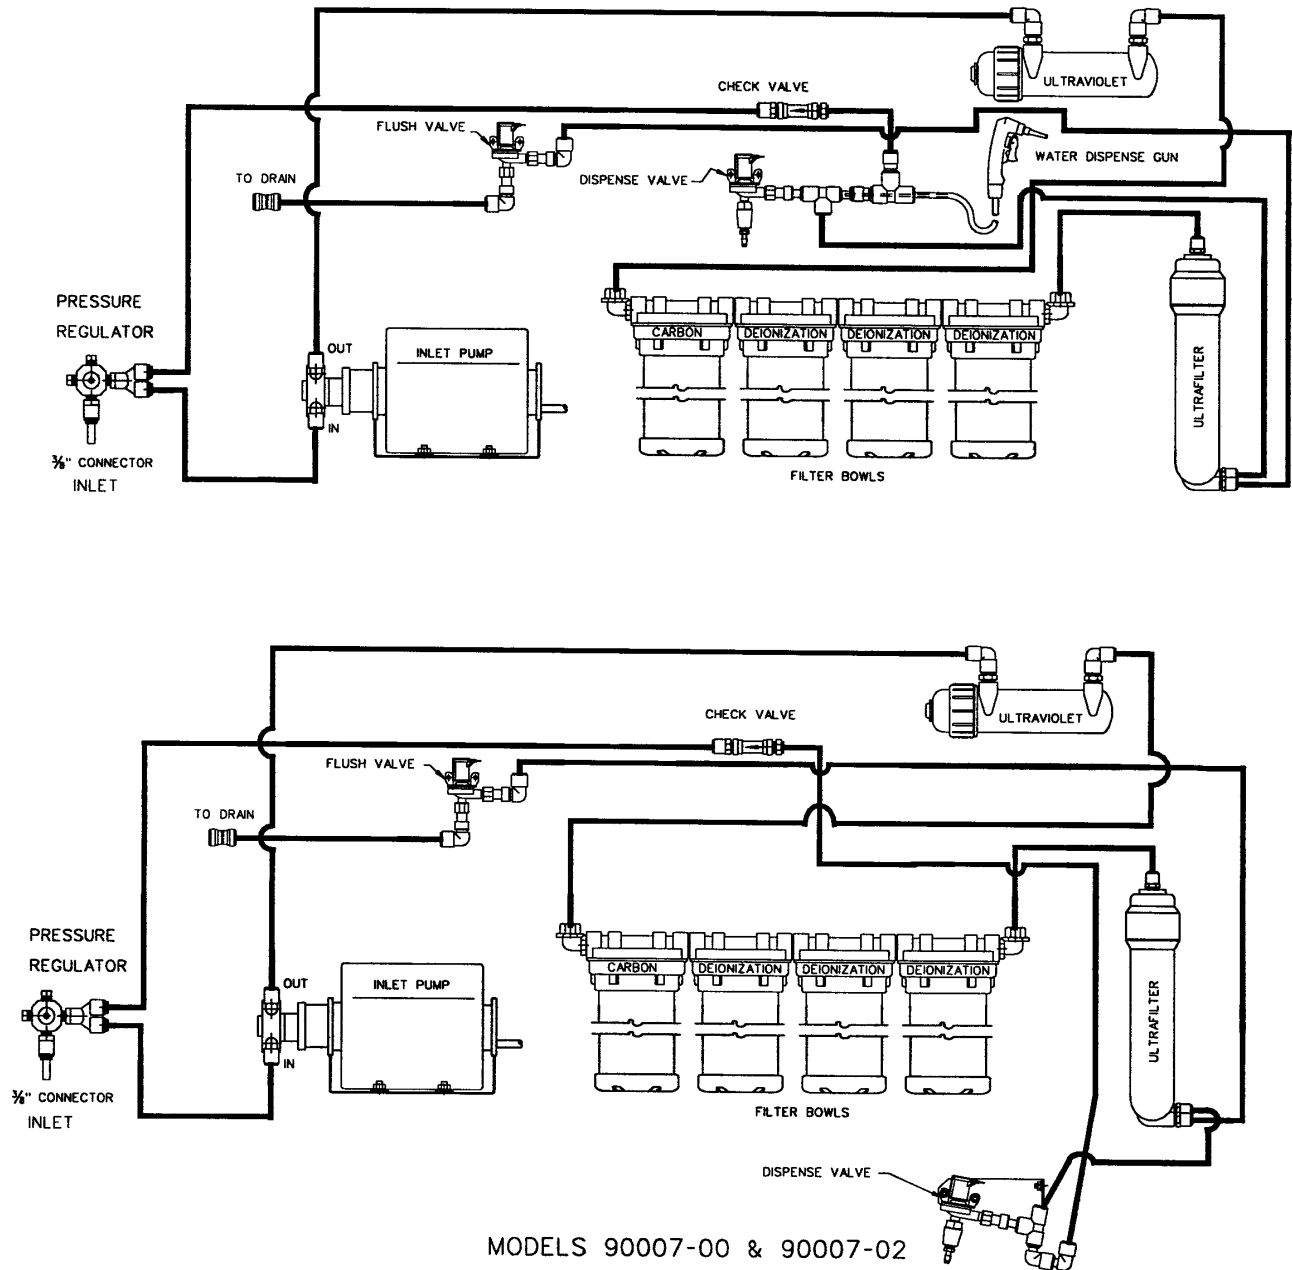 ULTRAVIOLET
CHECK VALVE
FLUSH VALVE
WATER DISPENSE GUN
TO DRAIN
DISPENSE VALVE
PRESSURE
REGULATOR
OUT
INLET PUMP
CARBON
DEIONIZATION
DEIONIZATION
DEIONIZATION
ULTRAFILTER
IN
⅜" CONNECTOR
INLET
FILTER BOWLS
ULTRAVIOLET
CHECK VALVE
FLUSH VALVE
TO DRAIN
PRESSURE
REGULATOR
OUT
INLET PUMP
CARBON
DEIONIZATION
DEIONIZATION
DEIONIZATION
ULTRAFILTER
IN
⅜" CONNECTOR
INLET
FILTER BOWLS
DISPENSE VALVE
MODELS 90007-00 & 90007-02